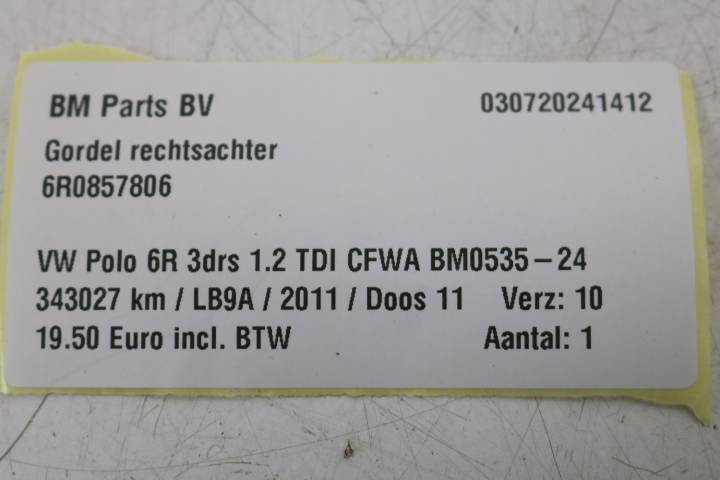 BM Parts BV 030720241412
Gordel rechtsachter
6R0857806
VW Polo 6R 3drs 1.2 TDI CFWA BM0535-24
343027 km / LB9A / 2011 / Doos 11 Verz: 10
19.50 Euro incl. BTW Aantal: 1